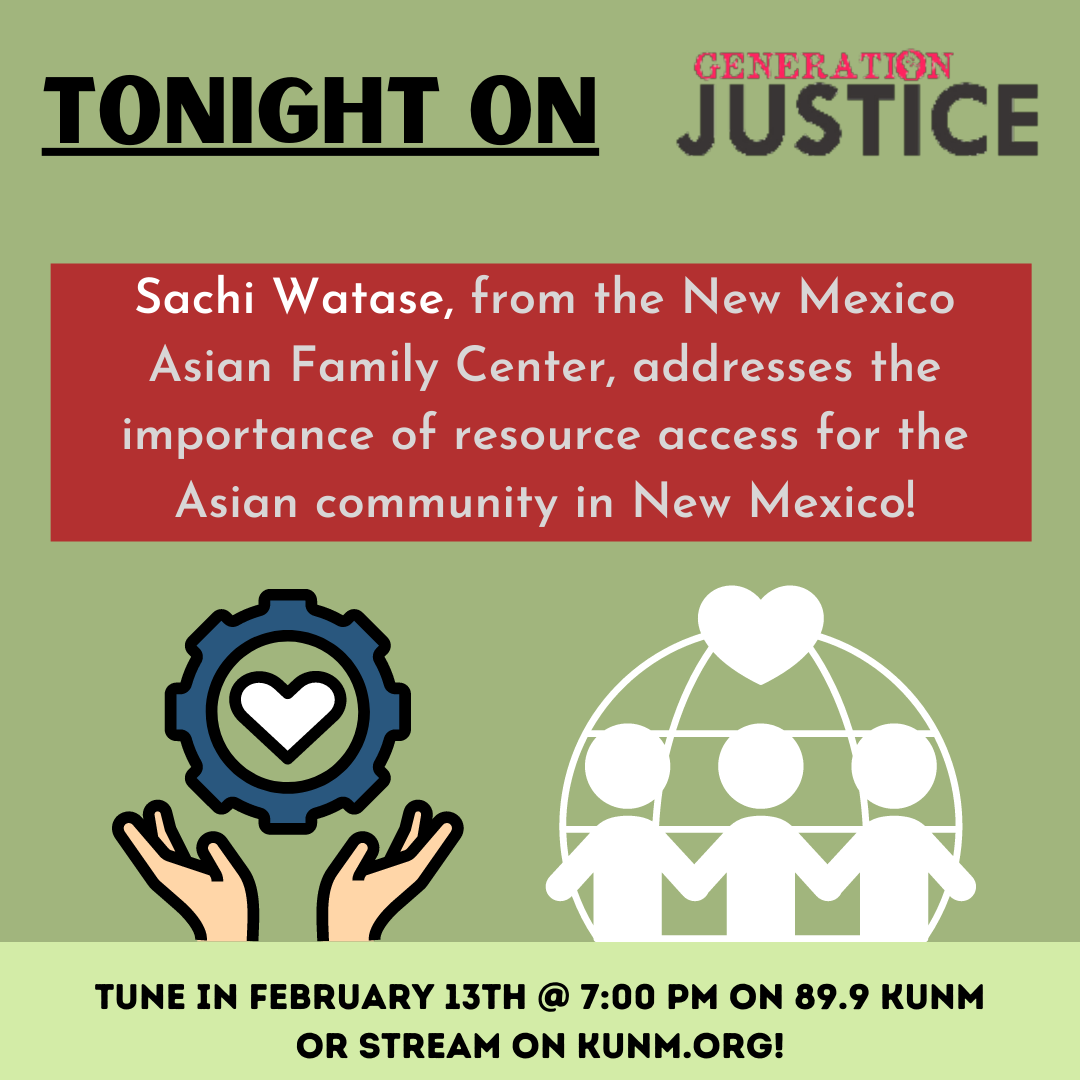 TONIGHT ON
GENERATION
JUSTICE
Sachi Watase, from the New Mexico
Asian Family Center, addresses the
importance of resource access for the
Asian community in New Mexico!
TUNE IN FEBRUARY 13TH @ 7:00 PM ON 89.9 KUNM
OR STREAM ON KUNM.ORG!